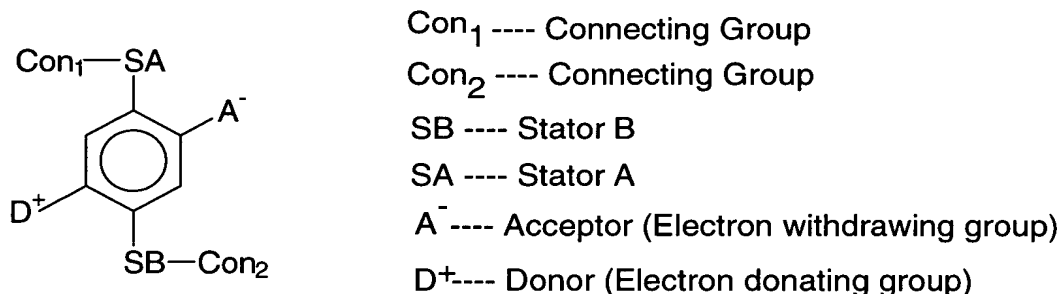 Con₁—SA
A⁻
D⁺
SB—Con₂
Con₁ ---- Connecting Group
Con₂ ---- Connecting Group
SB ---- Stator B
SA ---- Stator A
A⁻ ---- Acceptor (Electron withdrawing group)
D⁺---- Donor (Electron donating group)